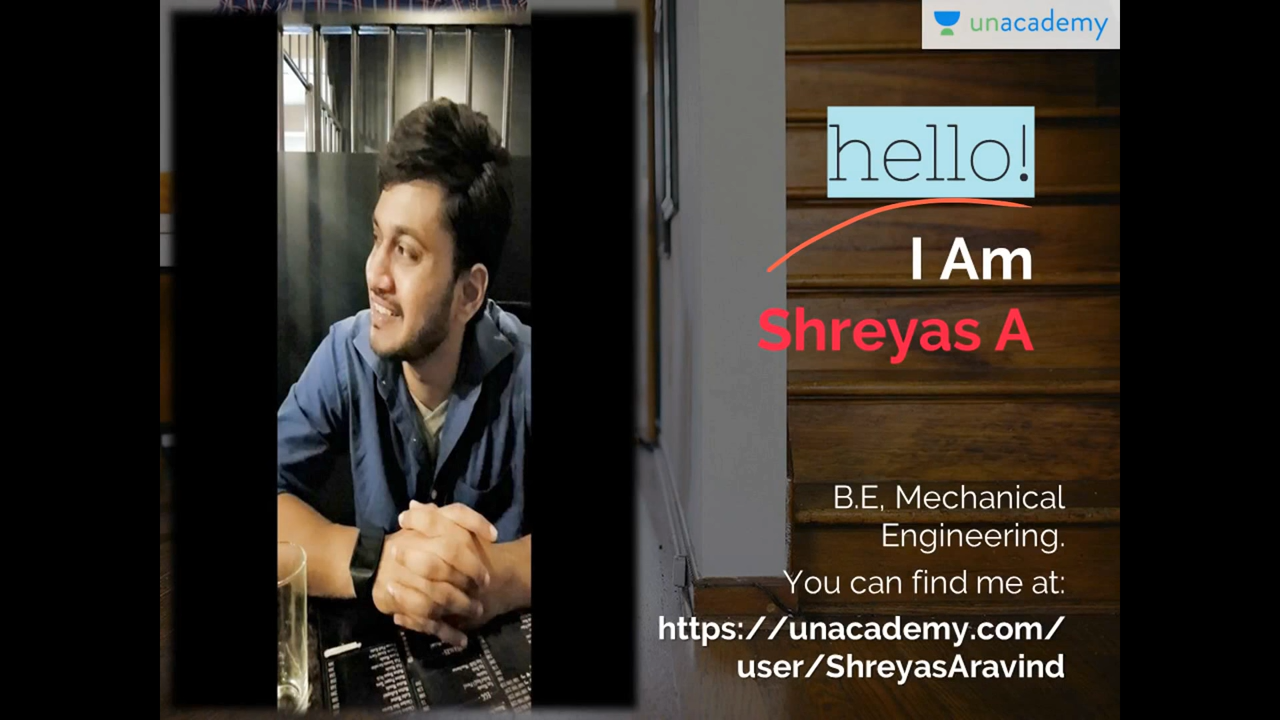 unacademy
hello!
I Am
Shreyas A
B.E, Mechanical
Engineering.
You can find me at:
https://unacademy.com/
user/ShreyasAravind